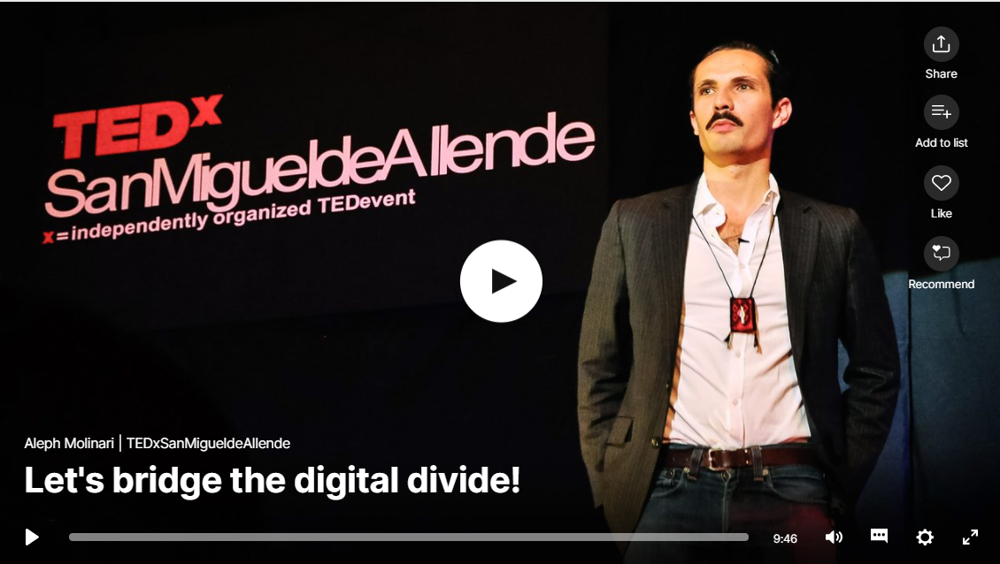 TEDx
SanMigueldeAllende
x=independently organized TEDevent
Share
Add to list
Like
Recommend
Aleph Molinari | TEDxSanMigueldeAllende
Let's bridge the digital divide!
9:46